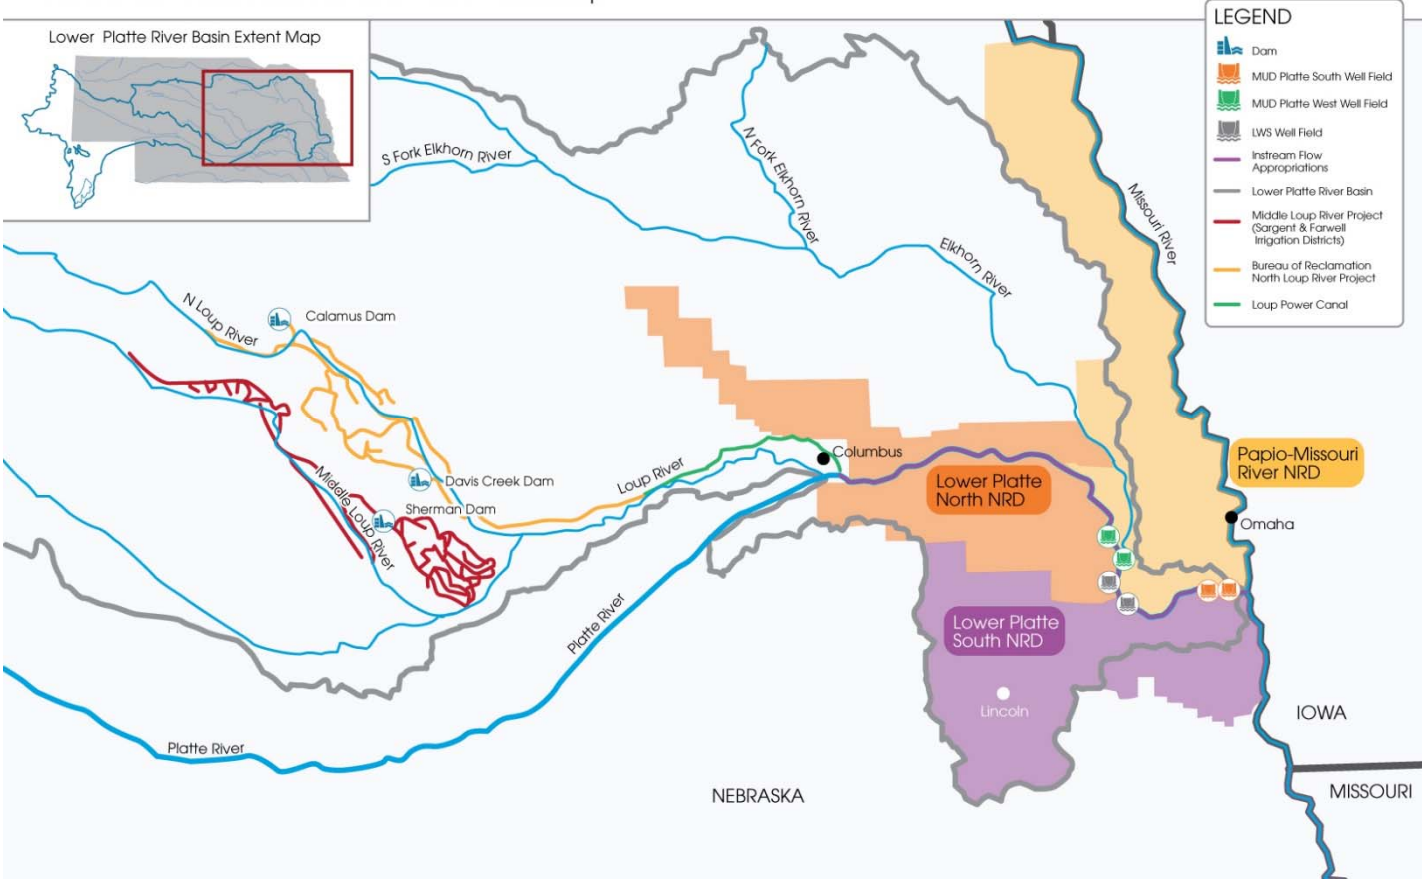 Lower Platte River Basin Extent Map
LEGEND
Dam
MUD Platte South Well Field
MUD Platte West Well Field
LWS Well Field
Instream Flow
Appropriations
Lower Platte River Basin
Middle Loup River Project
(Sargent & Farwell
Irrigation Districts)
Bureau of Reclamation
North Loup River Project
Loup Power Canal
S Fork Elkhorn River
N Fork Elkhorn River
Missouri River
Elkhorn River
N Loup River
Calamus Dam
Columbus
Papio-Missouri
River NRD
Loup River
Davis Creek Dam
Lower Platte
North NRD
Middle Loup River
Sherman Dam
Omaha
Platte River
Lower Platte
South NRD
Lincoln
IOWA
Platte River
NEBRASKA
MISSOURI